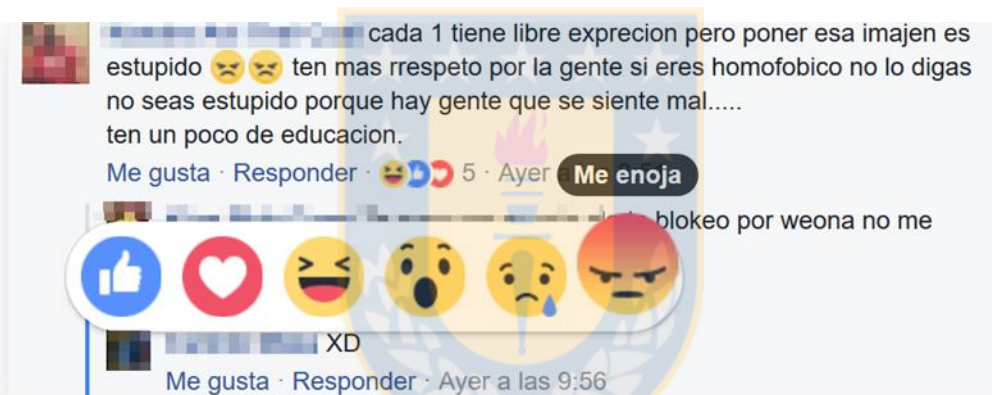 cada 1 tiene libre exprecion pero poner esa imajen es
estupido 😠😠 ten mas rrespeto por la gente si eres homofobico no lo digas
no seas estupido porque hay gente que se siente mal.....
ten un poco de educacion.
Me gusta · Responder · 5 · Ayer
Me enoja
blokeo por weona no me
XD
Me gusta · Responder · Ayer a las 9:56